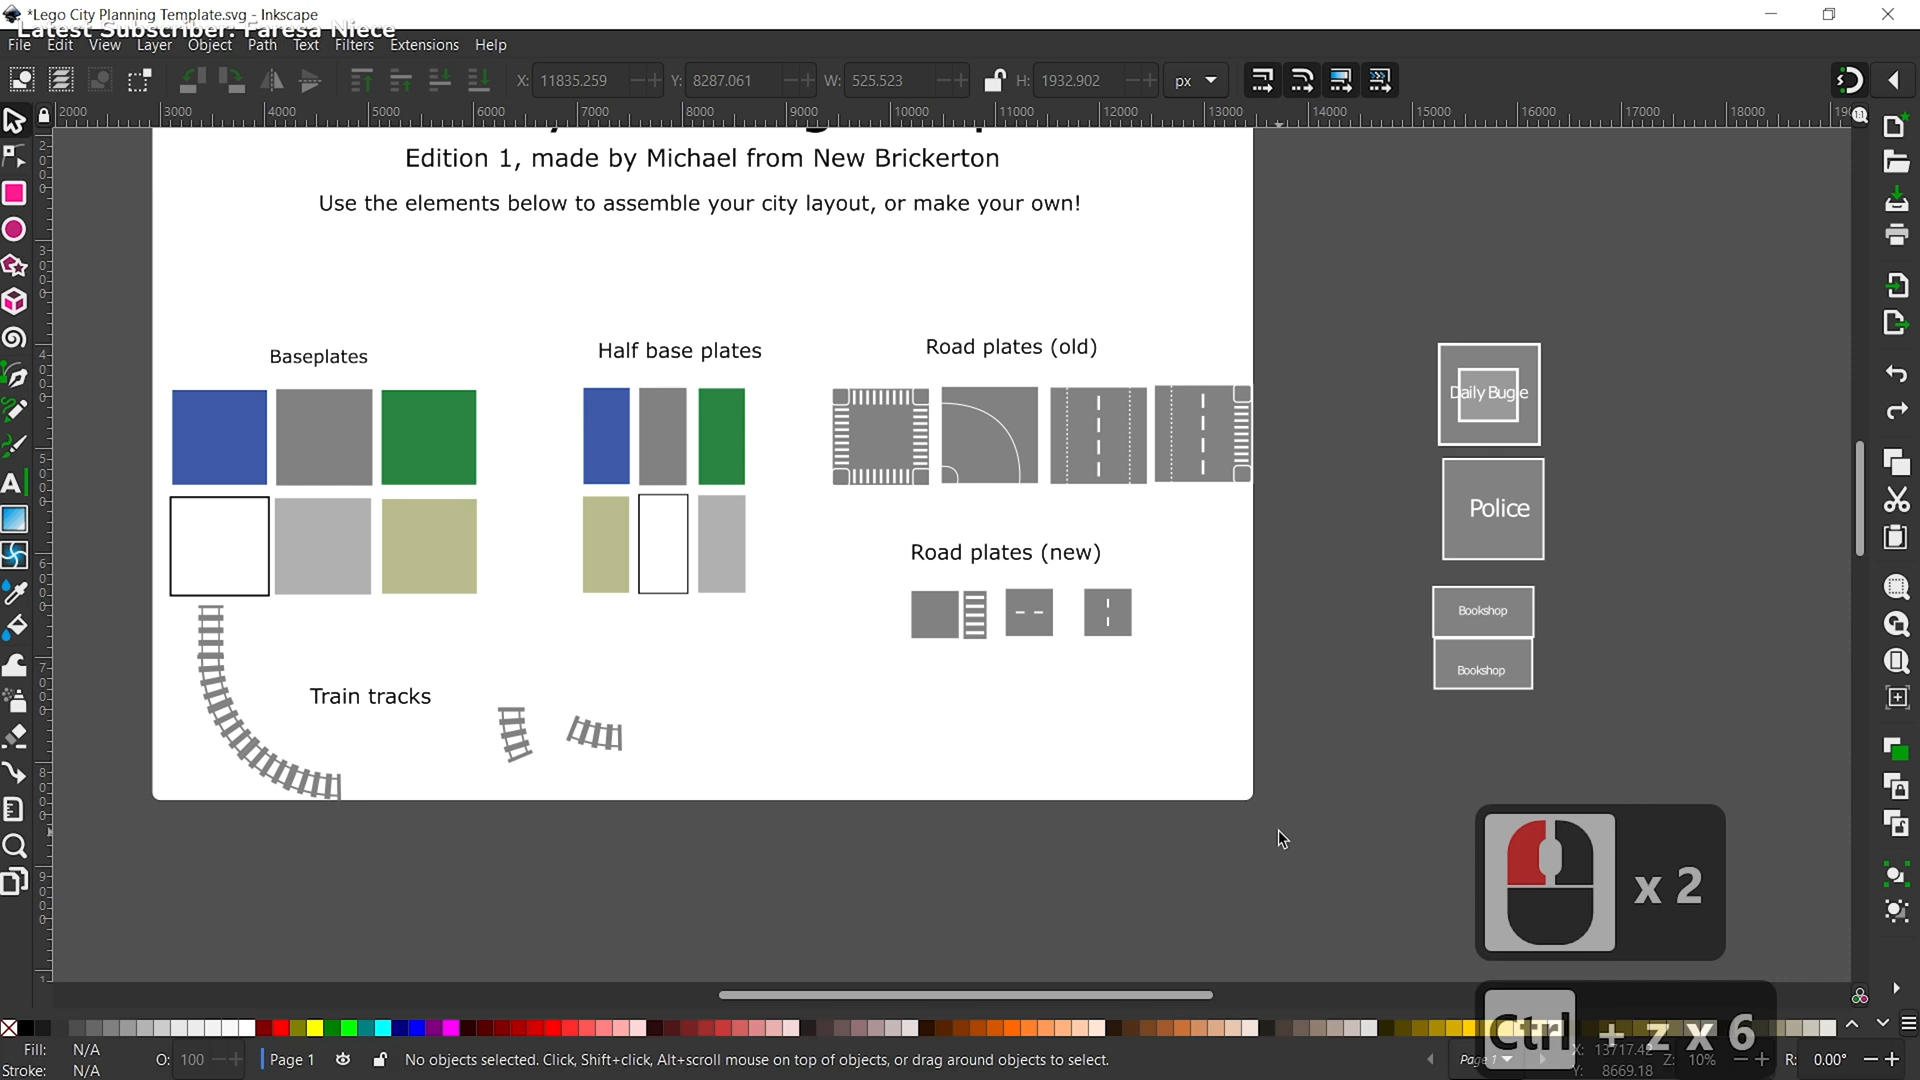 *Lego City Planning Template.svg - Inkscape
Latest Subscriber: Faresa Niece
File Edit View Layer Object Path Text Filters Extensions Help
X: 11835.259 Y: 8287.061 W: 525.523 H: 1932.902 px
2000 3000 4000 5000 6000 7000 8000 9000 10000 11000 12000 13000 14000 15000 16000 17000 18000
Edition 1, made by Michael from New Brickerton
Use the elements below to assemble your city layout, or make your own!
Baseplates
Half base plates
Road plates (old)
Daily Bugle
Police
Road plates (new)
Bookshop
Bookshop
Train tracks
x 2
Ctrl + z x 6
Fill: N/A
Stroke: N/A
O: 100
Page 1
No objects selected. Click, Shift+click, Alt+scroll mouse on top of objects, or drag around objects to select.
Page 1
X: 13717.42
Y: 8669.18
Z: 10%
R: 0.00°